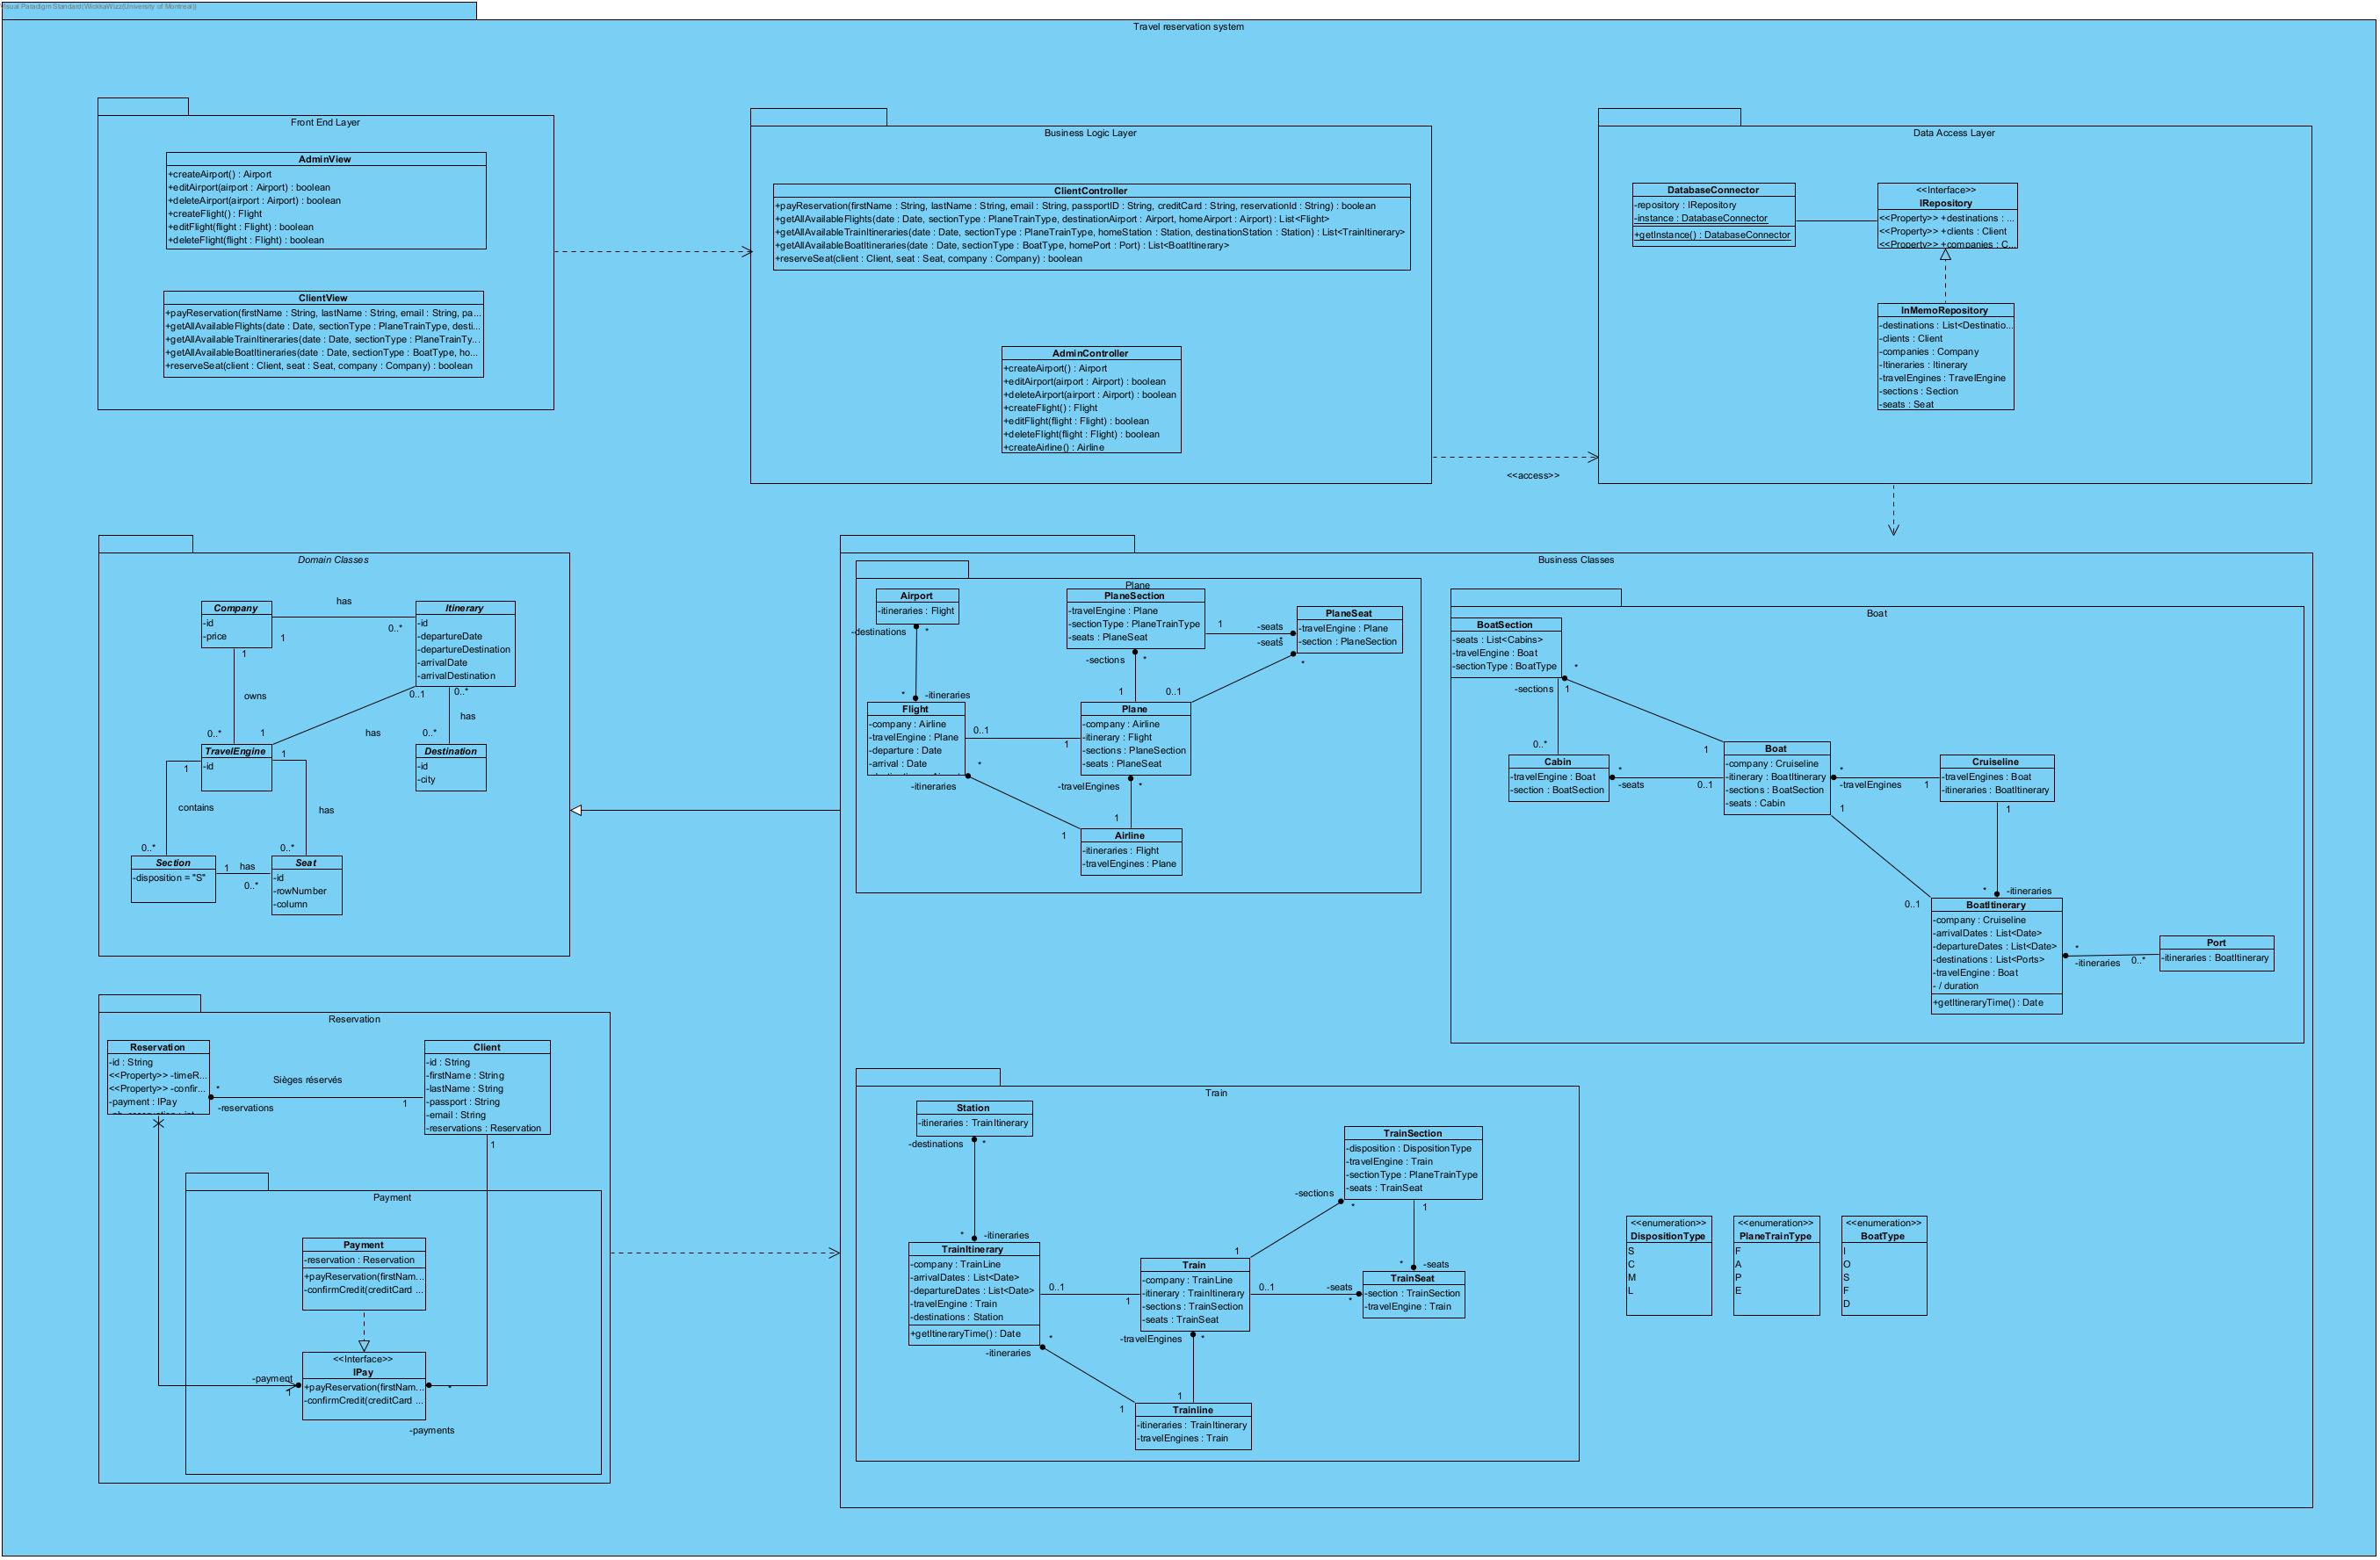 Visual Paradigm Standard(WickkaWizz(University of Montreal))
Travel reservation system
Front End Layer
AdminView
+createAirport() : Airport
+editAirport(airport : Airport) : boolean
+deleteAirport(airport : Airport) : boolean
+createFlight() : Flight
+editFlight(flight : Flight) : boolean
+deleteFlight(flight : Flight) : boolean
ClientView
+payReservation(firstName : String, lastName : String, email : String, pa...
+getAllAvailableFlights(date : Date, sectionType : PlaneTrainType, desti...
+getAllAvailableTrainItineraries(date : Date, sectionType : PlaneTrainTy...
+getAllAvailableBoatItineraries(date : Date, sectionType : BoatType, ho...
+reserveSeat(client : Client, seat : Seat, company : Company) : boolean
Business Logic Layer
ClientController
+payReservation(firstName : String, lastName : String, email : String, passportID : String, creditCard : String, reservationId : String) : boolean
+getAllAvailableFlights(date : Date, sectionType : PlaneTrainType, destinationAirport : Airport, homeAirport : Airport) : List<Flight>
+getAllAvailableTrainItineraries(date : Date, sectionType : PlaneTrainType, homeStation : Station, destinationStation : Station) : List<TrainItinerary>
+getAllAvailableBoatItineraries(date : Date, sectionType : BoatType, homePort : Port) : List<BoatItinerary>
+reserveSeat(client : Client, seat : Seat, company : Company) : boolean
AdminController
+createAirport() : Airport
+editAirport(airport : Airport) : boolean
+deleteAirport(airport : Airport) : boolean
+createFlight() : Flight
+editFlight(flight : Flight) : boolean
+deleteFlight(flight : Flight) : boolean
+createAirline() : Airline
<<access>>
Data Access Layer
DatabaseConnector
-repository : IRepository
-instance : DatabaseConnector
+getInstance() : DatabaseConnector
<<Interface>>
IRepository
<<Property>> +destinations : ...
<<Property>> +clients : Client
<<Property>> +companies : C...
InMemoRepository
-destinations : List<Destinatio...
-clients : Client
-companies : Company
-Itineraries : Itinerary
-travelEngines : TravelEngine
-sections : Section
-seats : Seat
Domain Classes
Company
-id
-price
has
1
0..*
Itinerary
-id
-departureDate
-departureDestination
-arrivalDate
-arrivalDestination
1
owns
0..*
0..1
has
1
0..*
has
0..*
TravelEngine
-id
Destination
-id
-city
1
contains
0..*
1
has
0..*
Section
-disposition = "S"
1
has
0..*
Seat
-id
-rowNumber
-column
Business Classes
Plane
Airport
-itineraries : Flight
-destinations
*
*
-itineraries
PlaneSection
-travelEngine : Plane
-sectionType : PlaneTrainType
-seats : PlaneSeat
1
-seats
*
-seats
PlaneSeat
-travelEngine : Plane
-section : PlaneSection
*
-sections
*
1
0..1
Flight
-company : Airline
-travelEngine : Plane
-departure : Date
-arrival : Date
0..1
1
Plane
-company : Airline
-itinerary : Flight
-sections : PlaneSection
-seats : PlaneSeat
*
-itineraries
1
-travelEngines
*
1
Airline
-itineraries : Flight
-travelEngines : Plane
Boat
BoatSection
-seats : List<Cabins>
-travelEngine : Boat
-sectionType : BoatType
*
-sections
1
0..*
1
Cabin
-travelEngine : Boat
-section : BoatSection
*
-seats
0..1
Boat
-company : Cruiseline
-itinerary : BoatItinerary
-sections : BoatSection
-seats : Cabin
*
-travelEngines
1
Cruiseline
-travelEngines : Boat
-itineraries : BoatItinerary
1
0..1
1
*
-itineraries
BoatItinerary
-company : Cruiseline
-arrivalDates : List<Date>
-departureDates : List<Date>
-destinations : List<Ports>
-travelEngine : Boat
- / duration
+getItineraryTime() : Date
*
-itineraries
0..*
Port
-itineraries : BoatItinerary
Reservation
Reservation
-id : String
<<Property>> -timeR...
<<Property>> -confir...
-payment : IPay
Sièges réservés
*
-reservations
1
Client
-id : String
-firstName : String
-lastName : String
-passport : String
-email : String
-reservations : Reservation
1
Payment
Payment
-reservation : Reservation
+payReservation(firstNam...
-confirmCredit(creditCard ...
<<Interface>>
IPay
+payReservation(firstNam...
-confirmCredit(creditCard ...
-payment
1
*
-payments
Train
Station
-itineraries : TrainItinerary
-destinations
*
*
-itineraries
TrainSection
-disposition : DispositionType
-travelEngine : Train
-sectionType : PlaneTrainType
-seats : TrainSeat
-sections
*
1
1
*
-seats
TrainItinerary
-company : TrainLine
-arrivalDates : List<Date>
-departureDates : List<Date>
-travelEngine : Train
-destinations : Station
+getItineraryTime() : Date
0..1
1
Train
-company : TrainLine
-itinerary : TrainItinerary
-sections : TrainSection
-seats : TrainSeat
0..1
-seats
*
TrainSeat
-section : TrainSection
-travelEngine : Train
*
-itineraries
1
-travelEngines
*
1
Trainline
-itineraries : TrainItinerary
-travelEngines : Train
<<enumeration>>
DispositionType
S
C
M
L
<<enumeration>>
PlaneTrainType
F
A
P
E
<<enumeration>>
BoatType
I
O
S
F
D